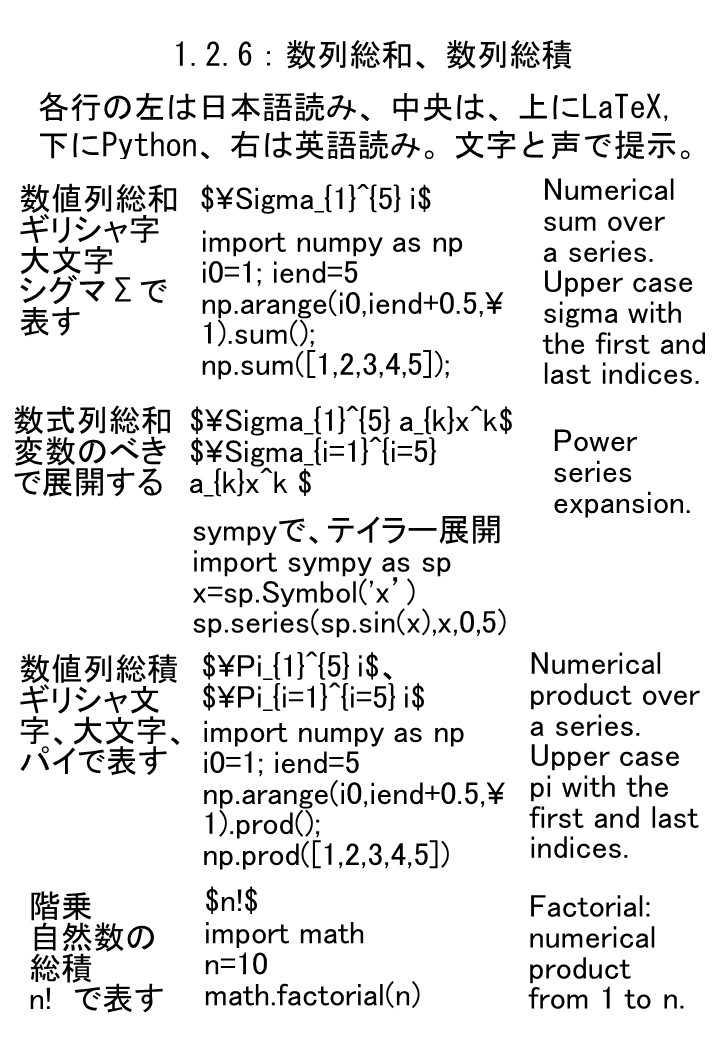 1.2.6：数列総和、数列総積
各行の左は日本語読み、中央は、上にLaTeX,
下にPython、右は英語読み。文字と声で提示。
数値列総和
ギリシャ字
大文字
シグマΣで
表す
$¥Sigma_{1}^{5} i$
import numpy as np
i0=1; iend=5
np.arange(i0,iend+0.5,¥
1).sum();
np.sum([1,2,3,4,5]);
Numerical
sum over
a series.
Upper case
sigma with
the first and
last indices.
数式列総和
変数のべき
で展開する
$¥Sigma_{1}^{5} a_{k}x^k$
$¥Sigma_{i=1}^{i=5}
a_{k}x^k $
sympyで、テイラー展開
import sympy as sp
x=sp.Symbol('x’)
sp.series(sp.sin(x),x,0,5)
Power
series
expansion.
数値列総積
ギリシャ文
字、大文字、
パイで表す
$¥Pi_{1}^{5} i$、
$¥Pi_{i=1}^{i=5} i$
import numpy as np
i0=1; iend=5
np.arange(i0,iend+0.5,¥
1).prod();
np.prod([1,2,3,4,5])
Numerical
product over
a series.
Upper case
pi with the
first and last
indices.
階乗
自然数の
総積
n!　で表す
$n!$
import math
n=10
math.factorial(n)
Factorial:
numerical
product
from 1 to n.